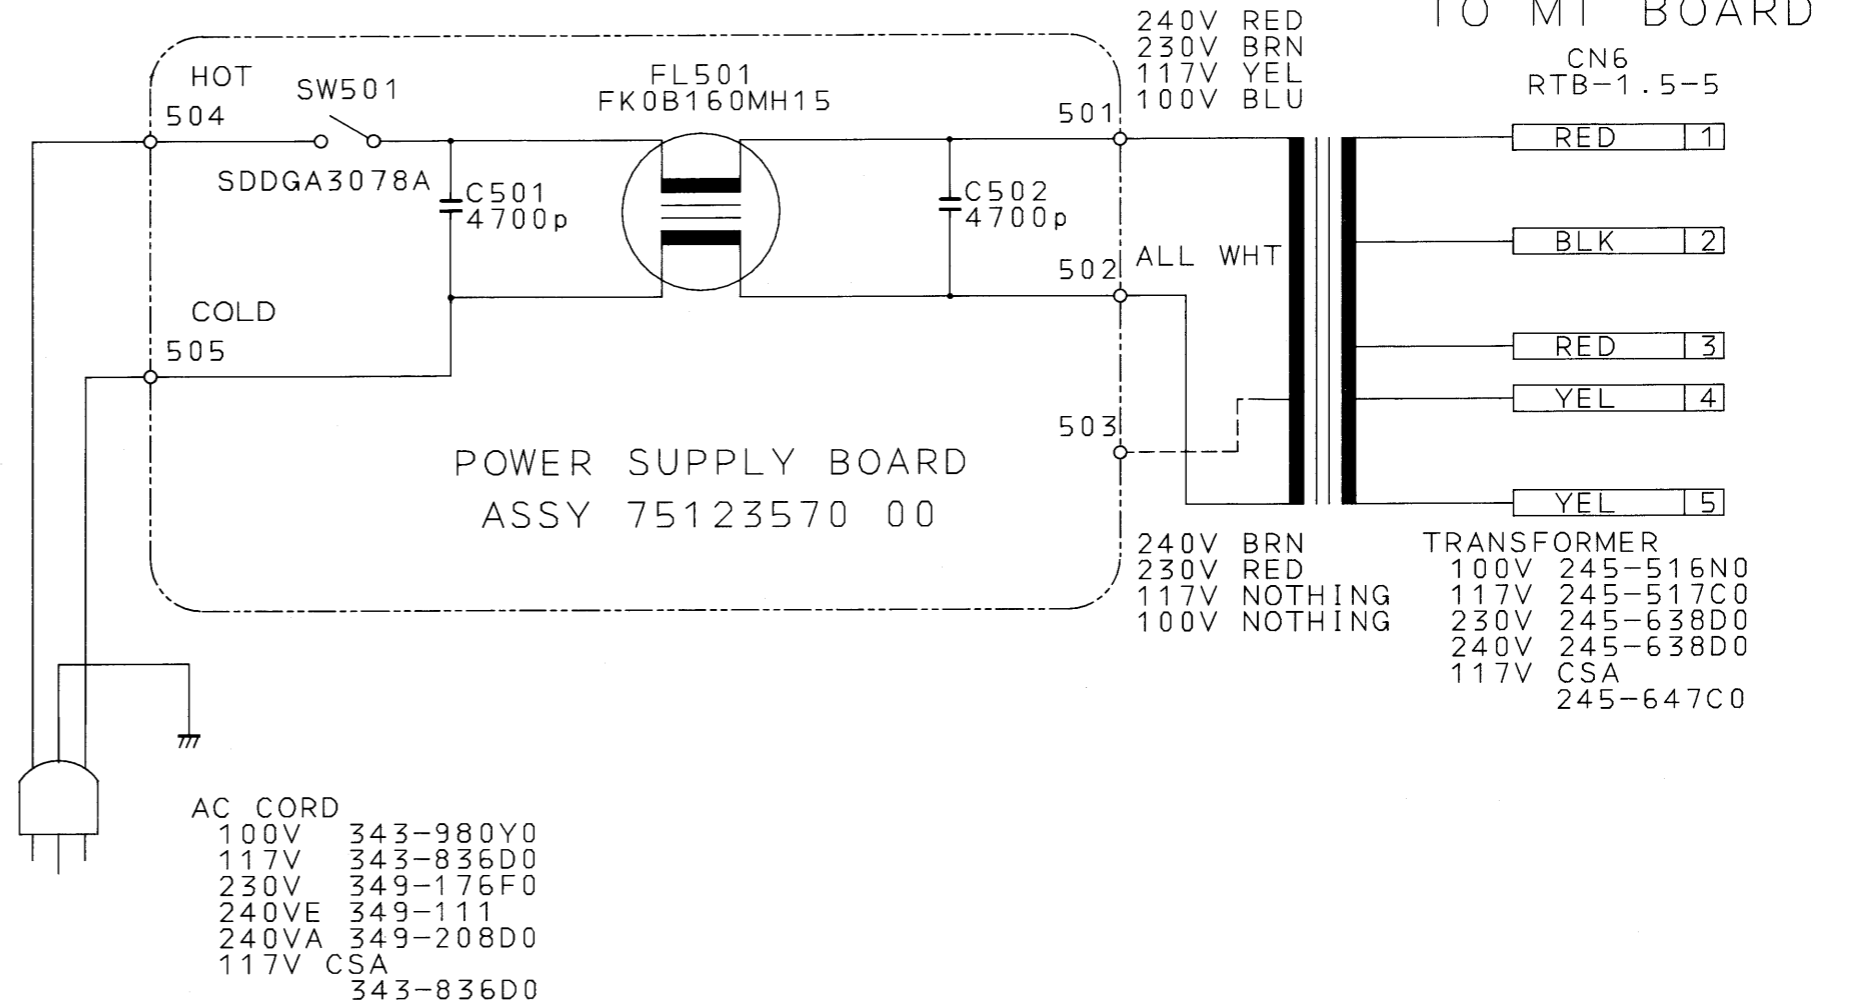 TO MT BOARD
240V RED
230V BRN
117V YEL
100V BLU
CN6
RTB-1.5-5
HOT
504
SW501
SDDGA3078A
FL501
FK0B160MH15
501
C501
4700p
C502
4700p
502
ALL WHT
COLD
505
503
POWER SUPPLY BOARD
ASSY 75123570 00
RED 1
BLK 2
RED 3
YEL 4
YEL 5
240V BRN
230V RED
117V NOTHING
100V NOTHING
TRANSFORMER
100V 245-516N0
117V 245-517C0
230V 245-638D0
240V 245-638D0
117V CSA
245-647C0
AC CORD
100V 343-980Y0
117V 343-836D0
230V 349-176F0
240VE 349-111
240VA 349-208D0
117V CSA
343-836D0